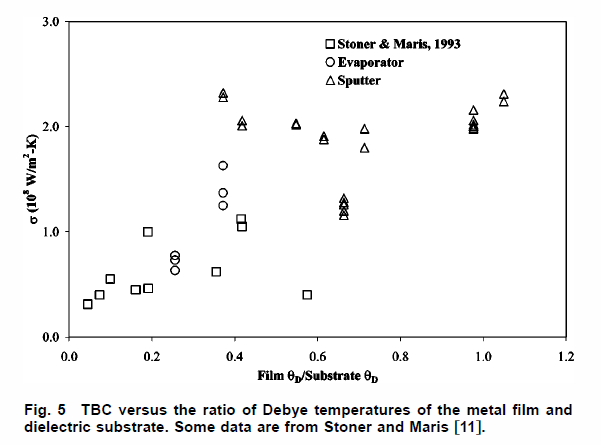 3.0
□ Stoner & Maris, 1993
○ Evaporator
△ Sputter
2.0
σ (10⁸ W/m²-K)
1.0
0.0
0.0 0.2 0.4 0.6 0.8 1.0 1.2
Film θD/Substrate θD
Fig. 5 TBC versus the ratio of Debye temperatures of the metal film and
dielectric substrate. Some data are from Stoner and Maris [11].